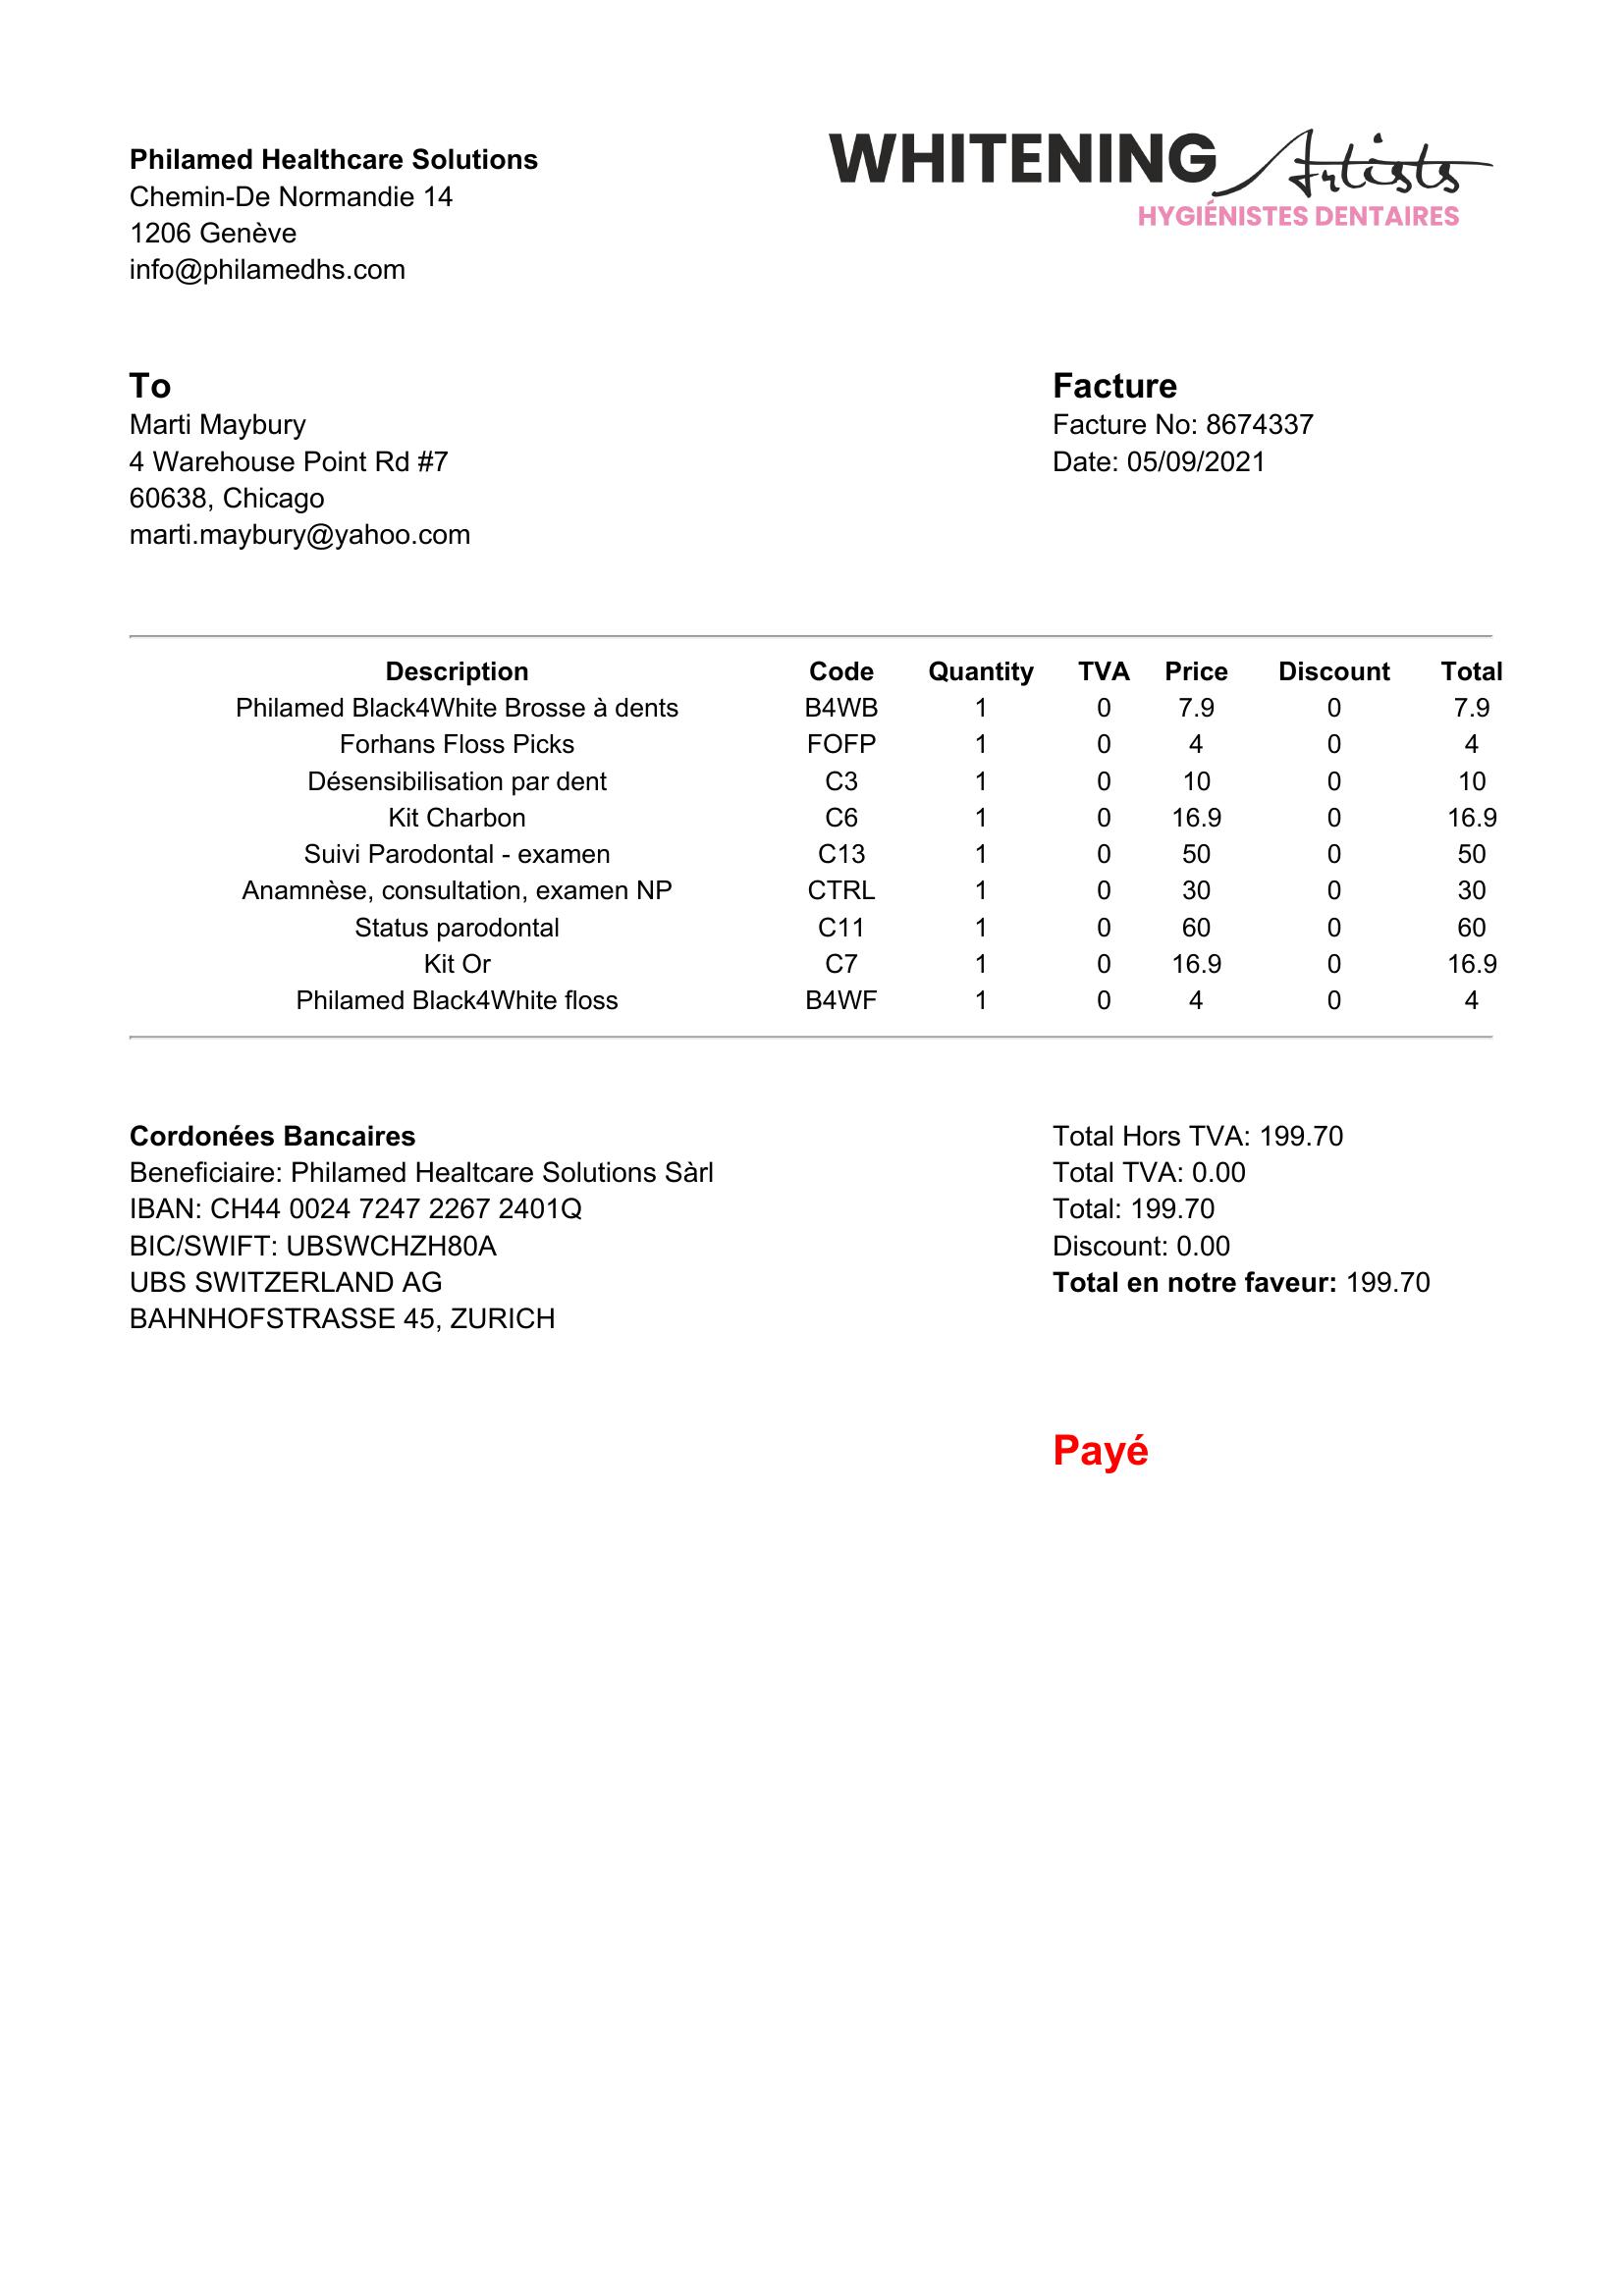 Philamed Healthcare Solutions
Chemin-De Normandie 14
1206 Genève
info@philamedhs.com
WHITENING Artists
HYGIÉNISTES DENTAIRES
To
Marti Maybury
4 Warehouse Point Rd #7
60638, Chicago
marti.maybury@yahoo.com
Facture
Facture No: 8674337
Date: 05/09/2021
Description Code Quantity TVA Price Discount Total
Philamed Black4White Brosse à dents B4WB 1 0 7.9 0 7.9
Forhans Floss Picks FOFP 1 0 4 0 4
Désensibilisation par dent C3 1 0 10 0 10
Kit Charbon C6 1 0 16.9 0 16.9
Suivi Parodontal - examen C13 1 0 50 0 50
Anamnèse, consultation, examen NP CTRL 1 0 30 0 30
Status parodontal C11 1 0 60 0 60
Kit Or C7 1 0 16.9 0 16.9
Philamed Black4White floss B4WF 1 0 4 0 4
Cordonées Bancaires
Beneficiaire: Philamed Healtcare Solutions Sàrl
IBAN: CH44 0024 7247 2267 2401Q
BIC/SWIFT: UBSWCHZH80A
UBS SWITZERLAND AG
BAHNHOFSTRASSE 45, ZURICH
Total Hors TVA: 199.70
Total TVA: 0.00
Total: 199.70
Discount: 0.00
Total en notre faveur: 199.70
Payé